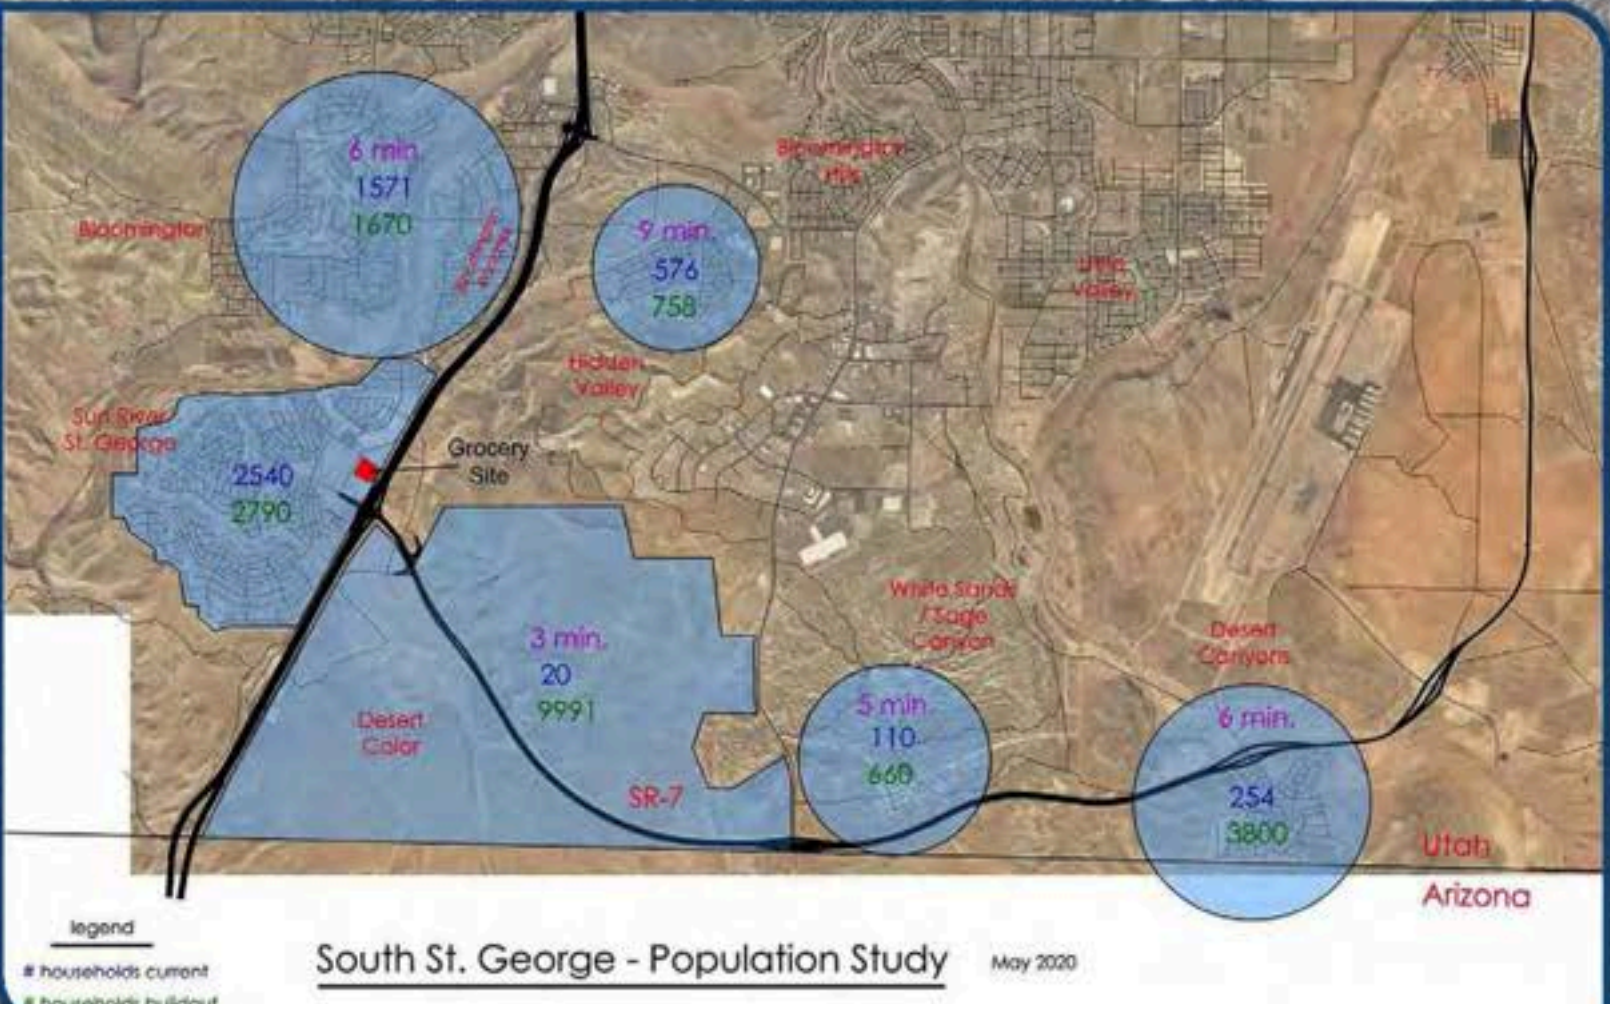 6 min.
1571
1670
Bloomington
Bloomington
Hills
9 min.
576
758
Little
Valley
Hidden
Valley
Sun River
St. George
Grocery
Site
2540
2790
White Sands
/ Sage
Canyon
Desert
Canyons
3 min.
20
9991
Desert
Color
SR-7
5 min.
110
660
6 min.
254
3800
Utah
Arizona
legend
South St. George - Population Study
May 2020
# households current
# households buildout